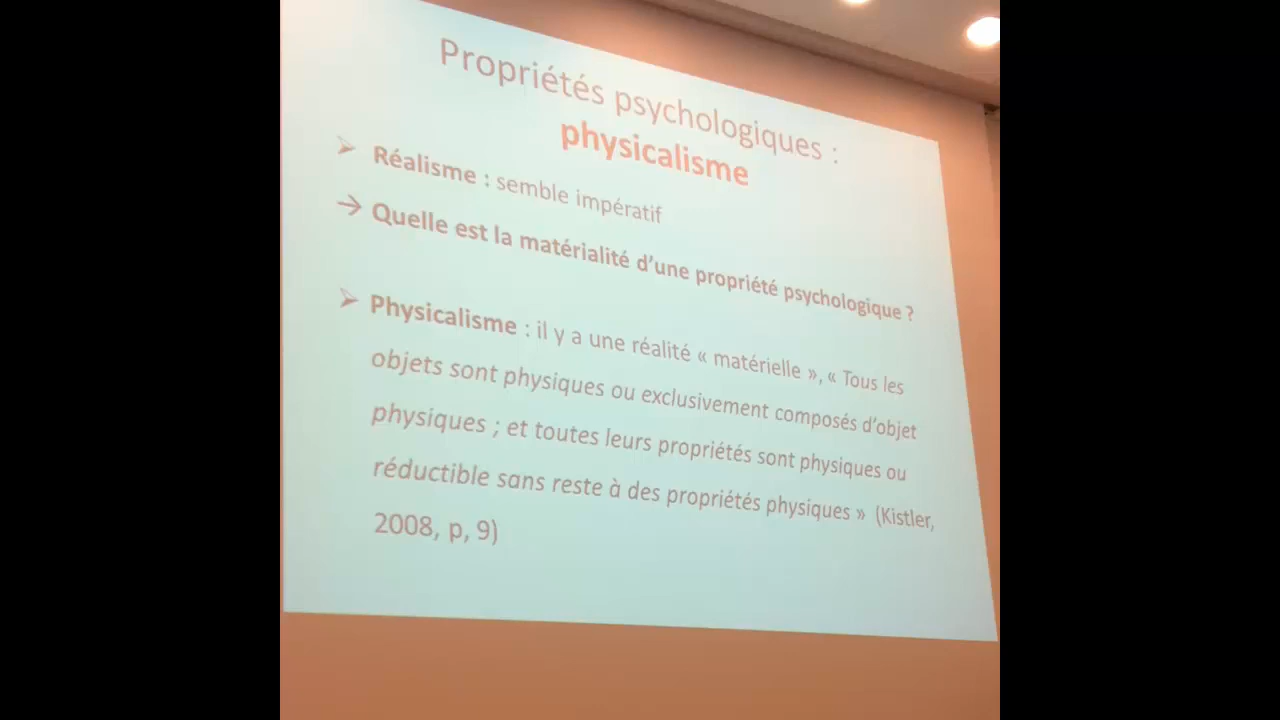 Propriétés psychologiques :
physicalisme
➢ Réalisme : semble impératif
→ Quelle est la matérialité d’une propriété psychologique ?
➢ Physicalisme : il y a une réalité « matérielle », « Tous les
objets sont physiques ou exclusivement composés d’objet
physiques ; et toutes leurs propriétés sont physiques ou
réductible sans reste à des propriétés physiques » (Kistler,
2008, p, 9)